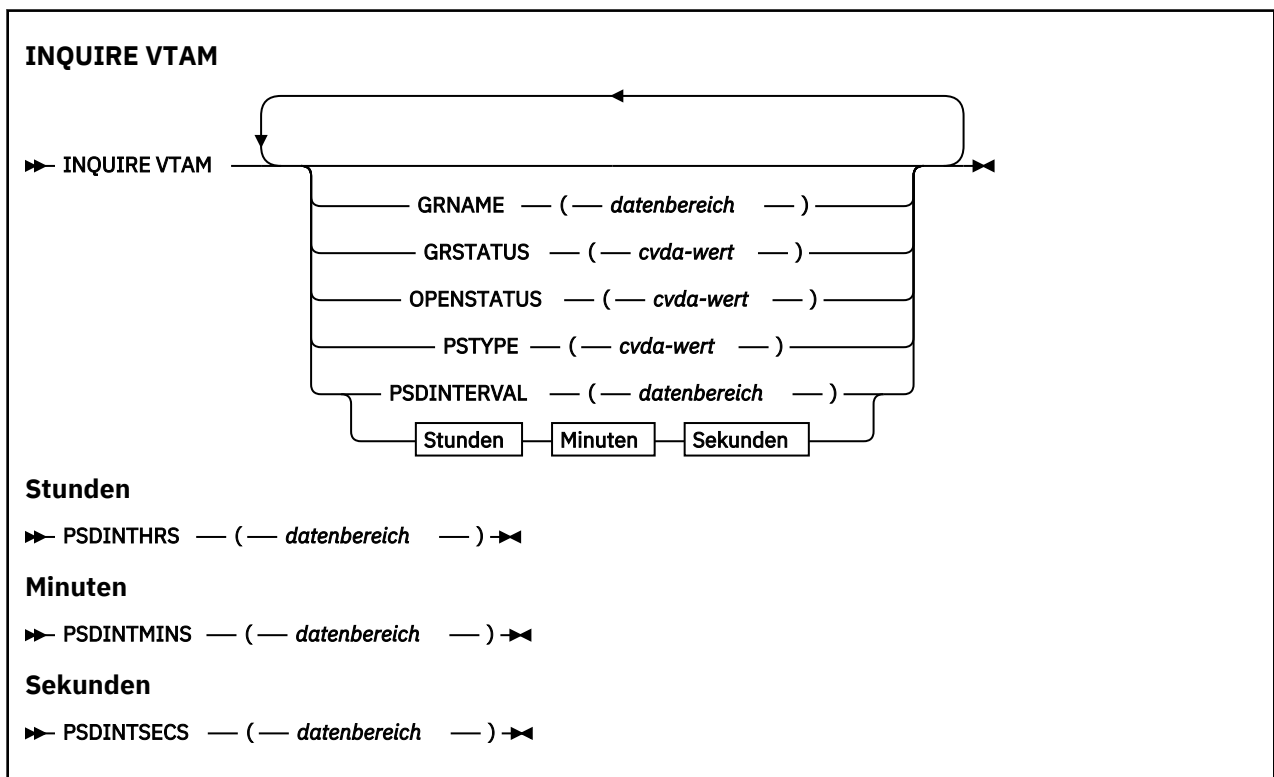 INQUIRE VTAM
INQUIRE VTAM
GRNAME ( datenbereich )
GRSTATUS ( cvda-wert )
OPENSTATUS ( cvda-wert )
PSTYPE ( cvda-wert )
PSDINTERVAL ( datenbereich )
Stunden Minuten Sekunden
Stunden
PSDINTHRS ( datenbereich )
Minuten
PSDINTMINS ( datenbereich )
Sekunden
PSDINTSECS ( datenbereich )